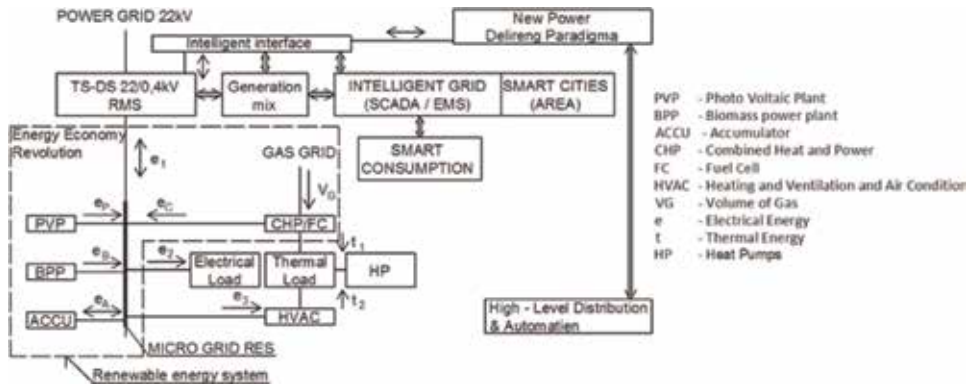 POWER GRID 22kV
Intelligent interface
New Power
Delireng Paradigma
TS-DS 22/0,4kV
RMS
Generation
mix
INTELLIGENT GRID
(SCADA / EMS)
SMART CITIES
(AREA)
SMART
CONSUMPTION
Energy Economy
Revolution
e1
GAS GRID
VG
PVP
eP
eC
CHP/FC
t1
BPP
eB
e2
Electrical
Load
Thermal
Load
HP
ACCU
eA
e3
HVAC
t2
MICRO GRID RES
Renewable energy system
High - Level Distribution
& Automatien
PVP - Photo Voltaic Plant
BPP - Biomass power plant
ACCU - Accumulator
CHP - Combined Heat and Power
FC - Fuel Cell
HVAC - Heating and Ventilation and Air Condition
VG - Volume of Gas
e - Electrical Energy
t - Thermal Energy
HP - Heat Pumps